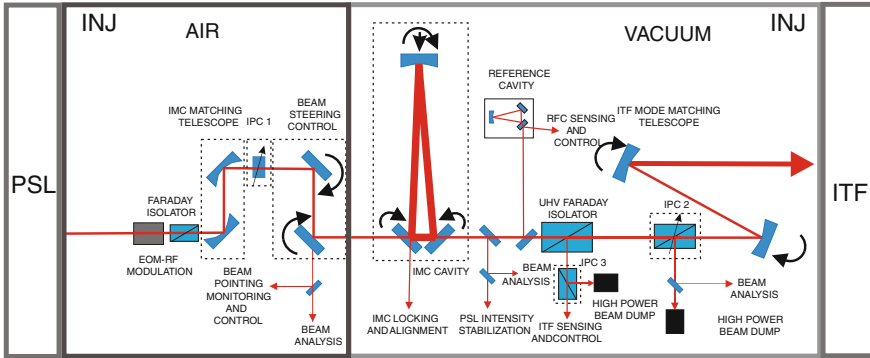 INJ
AIR
VACUUM
INJ
PSL
ITF
IMC MATCHING
TELESCOPE
IPC 1
BEAM
STEERING
CONTROL
REFERENCE
CAVITY
RFC SENSING
AND
CONTROL
ITF MODE MATCHING
TELESCOPE
FARADAY
ISOLATOR
EOM-RF
MODULATION
UHV FARADAY
ISOLATOR
IPC 2
IMC CAVITY
BEAM
POINTING
MONITORING
AND
CONTROL
BEAM
ANALYSIS
IMC LOCKING
AND ALIGNMENT
BEAM
ANALYSIS
PSL INTENSITY
STABILIZATION
IPC 3
HIGH POWER
BEAM DUMP
ITF SENSING
ANDCONTROL
BEAM
ANALYSIS
HIGH POWER
BEAM DUMP